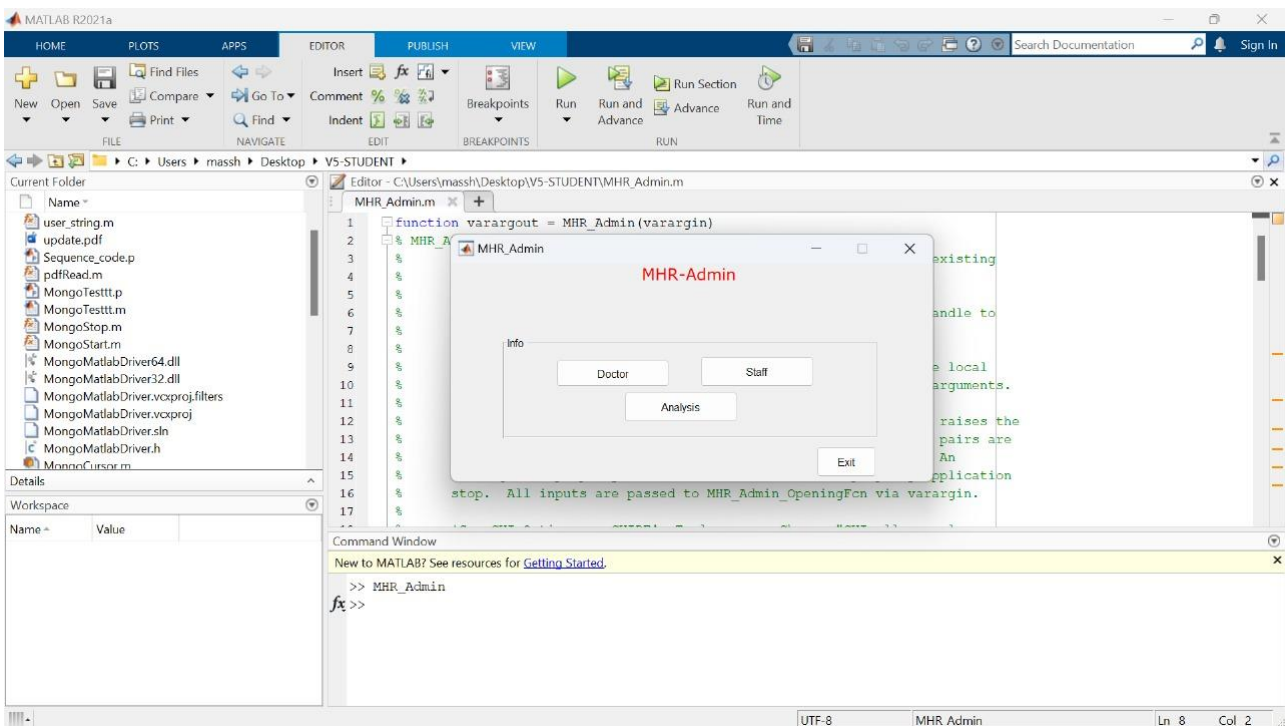 MATLAB R2021a
HOME PLOTS APPS EDITOR PUBLISH VIEW Search Documentation Sign In
New Open Save Find Files Compare Print
FILE
Go To Find
NAVIGATE
Insert fx
Comment %
Indent
EDIT
Breakpoints
BREAKPOINTS
Run Run and Advance Run Section Advance Run and Time
RUN
C: Users massh Desktop V5-STUDENT
Current Folder
Name
user_string.m
update.pdf
Sequence_code.p
pdfRead.m
MongoTesttt.p
MongoTesttt.m
MongoStop.m
MongoStart.m
MongoMatlabDriver64.dll
MongoMatlabDriver32.dll
MongoMatlabDriver.vcxproj.filters
MongoMatlabDriver.vcxproj
MongoMatlabDriver.sln
MongoMatlabDriver.h
MongoCursor.m
Details
Workspace
Name Value
Editor - C:\Users\massh\Desktop\V5-STUDENT\MHR_Admin.m
MHR_Admin.m
1 function varargout = MHR_Admin(varargin)
2 % MHR_A
3 % existing
4 %
5 %
6 % andle to
7 %
8 %
9 % local
10 % arguments.
11 %
12 % raises the
13 % pairs are
14 % An
15 % pplication
16 % stop. All inputs are passed to MHR_Admin_OpeningFcn via varargin.
17 %
MHR_Admin
MHR-Admin
Info
Doctor Staff
Analysis
Exit
Command Window
New to MATLAB? See resources for Getting Started.
>> MHR_Admin
fx >>
UTF-8 MHR_Admin Ln 8 Col 2